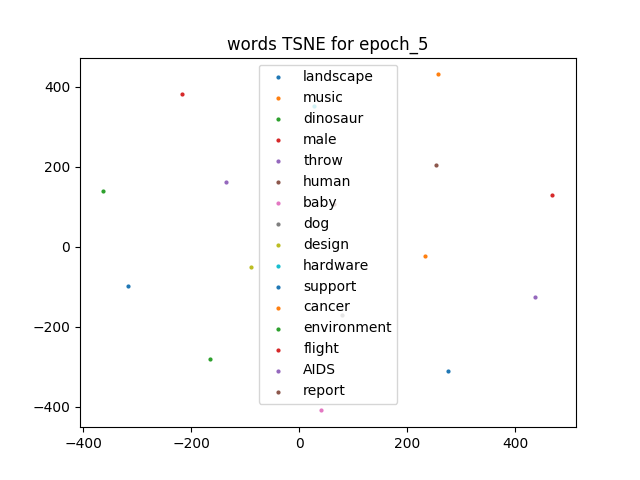 words TSNE for epoch_5
landscape
music
dinosaur
male
throw
human
baby
dog
design
hardware
support
cancer
environment
flight
AIDS
report
400
200
0
−200
−400
−400
−200
0
200
400